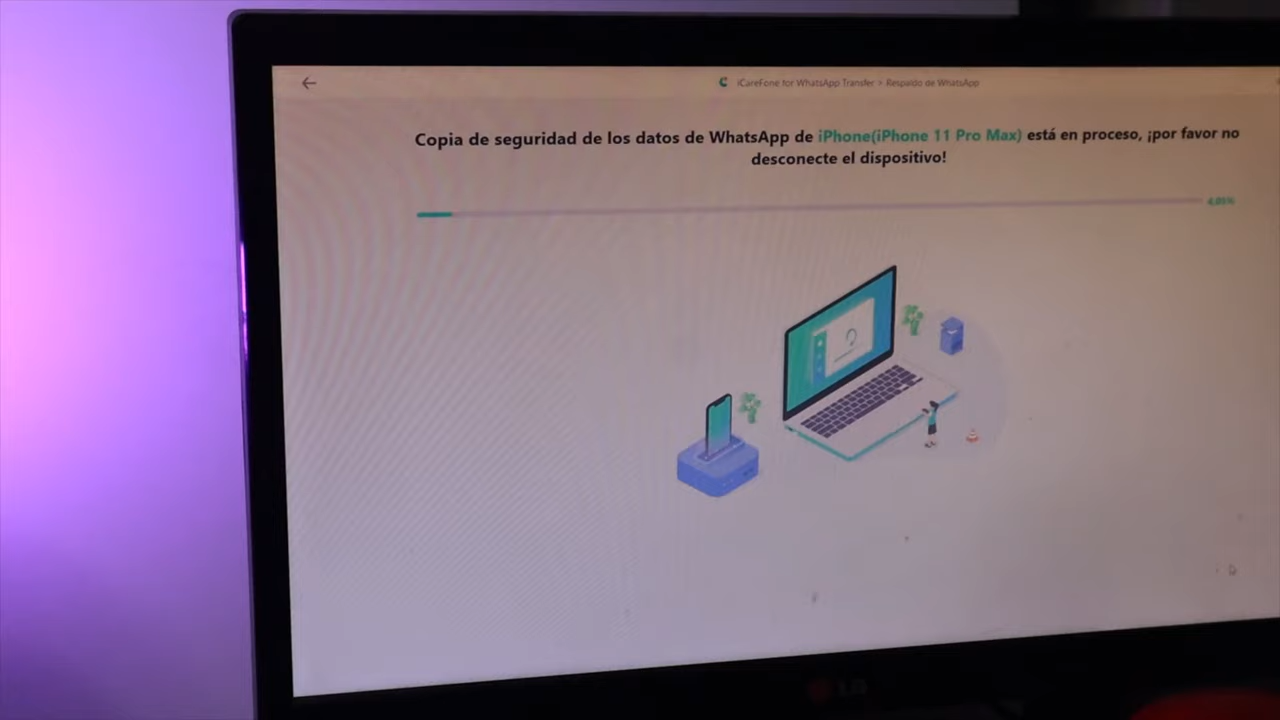 iCareFone for WhatsApp Transfer > Respaldo de WhatsApp
Copia de seguridad de los datos de WhatsApp de iPhone(iPhone 11 Pro Max) está en proceso, ¡por favor no
desconecte el dispositivo!
LG